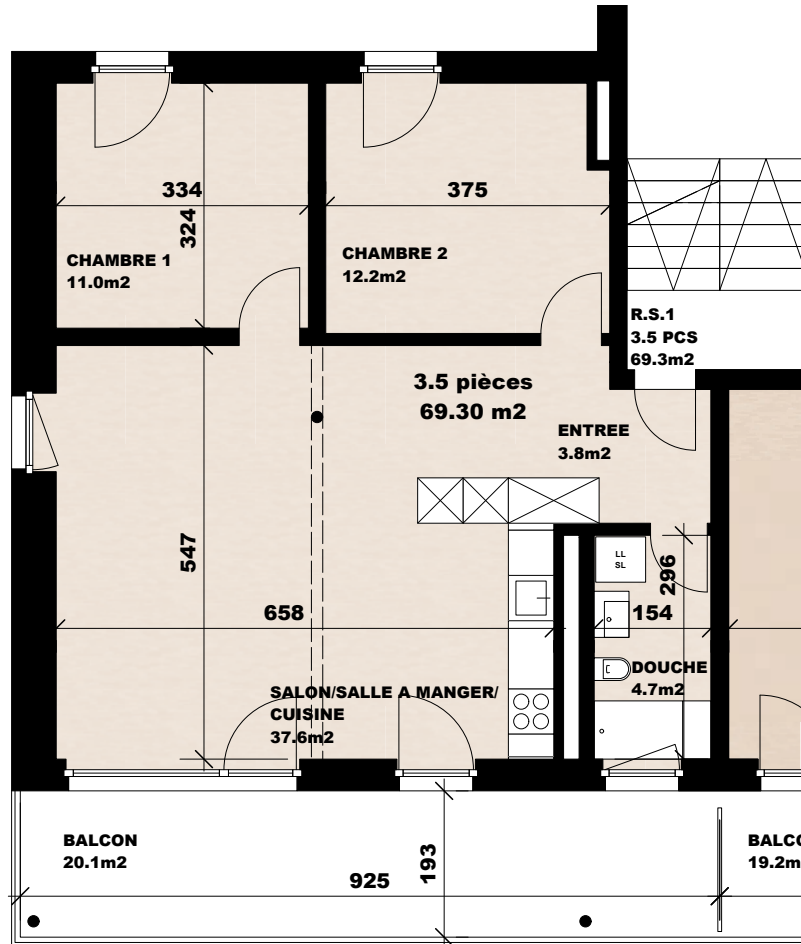 334
324
CHAMBRE 1
11.0m2
375
CHAMBRE 2
12.2m2
R.S.1
3.5 PCS
69.3m2
3.5 pièces
69.30 m2
ENTREE
3.8m2
547
658
LL
SL
296
154
DOUCHE
4.7m2
SALON/SALLE A MANGER/
CUISINE
37.6m2
BALCON
20.1m2
193
925
BALCO
19.2m